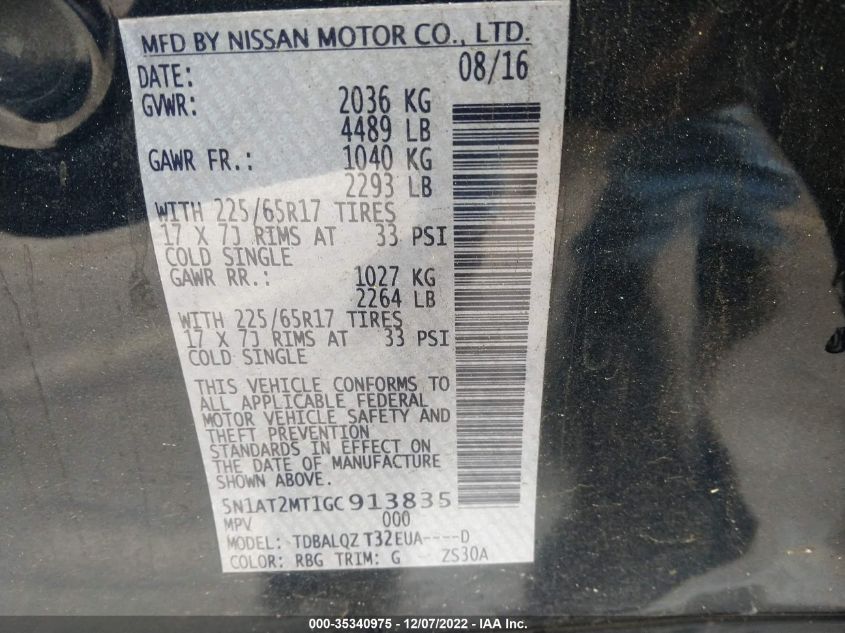 MFD BY NISSAN MOTOR CO., LTD.
DATE: 08/16
GVWR: 2036 KG
4489 LB
GAWR FR.: 1040 KG
2293 LB
WITH 225/65R17 TIRES
17 X 7J RIMS AT 33 PSI
COLD SINGLE
GAWR RR.: 1027 KG
2264 LB
WITH 225/65R17 TIRES
17 X 7J RIMS AT 33 PSI
COLD SINGLE
THIS VEHICLE CONFORMS TO
ALL APPLICABLE FEDERAL
MOTOR VEHICLE SAFETY AND
THEFT PREVENTION
STANDARDS IN EFFECT ON
THE DATE OF MANUFACTURE
SHOWN ABOVE.
5N1AT2MT1GC913835
MPV 000
MODEL: TDBALQZ T32EUA----D
COLOR: RBG TRIM: G ZS30A
000-35340975 - 12/07/2022 - IAA Inc.